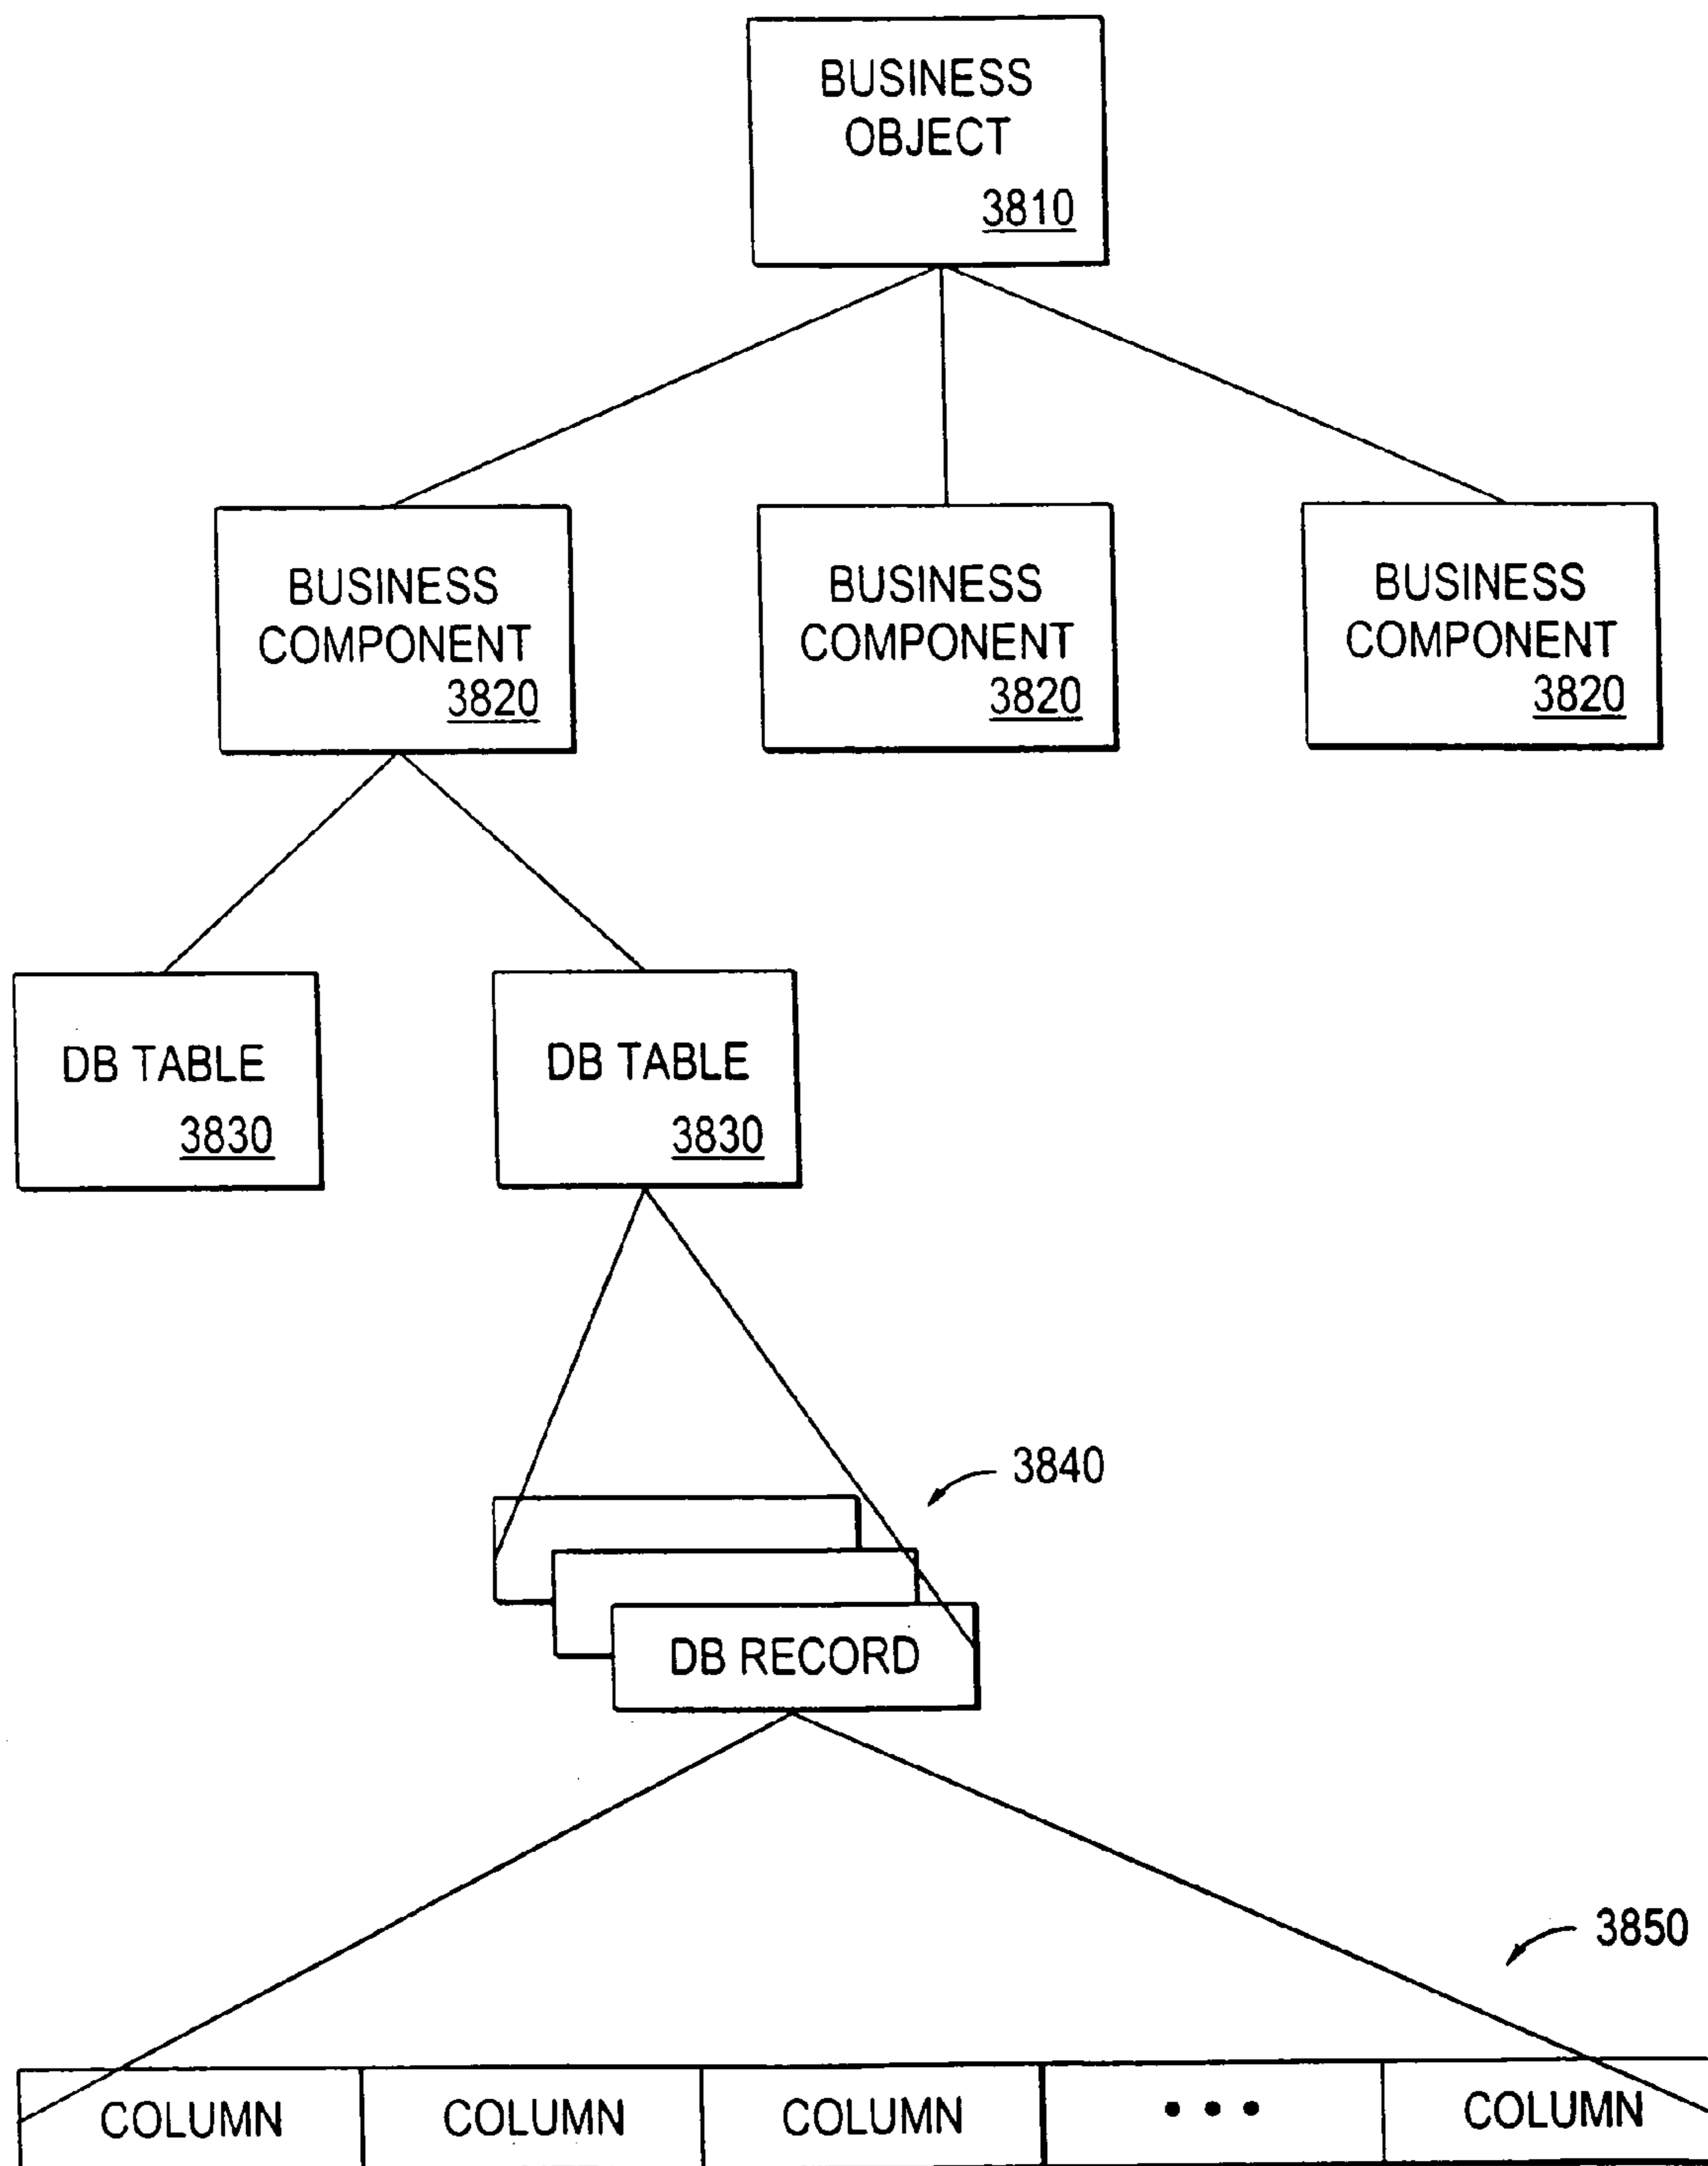 BUSINESS
OBJECT
3810
BUSINESS
COMPONENT
3820
BUSINESS
COMPONENT
3820
BUSINESS
COMPONENT
3820
DB TABLE
3830
DB TABLE
3830
3840
DB RECORD
3850
COLUMN COLUMN COLUMN • • • COLUMN